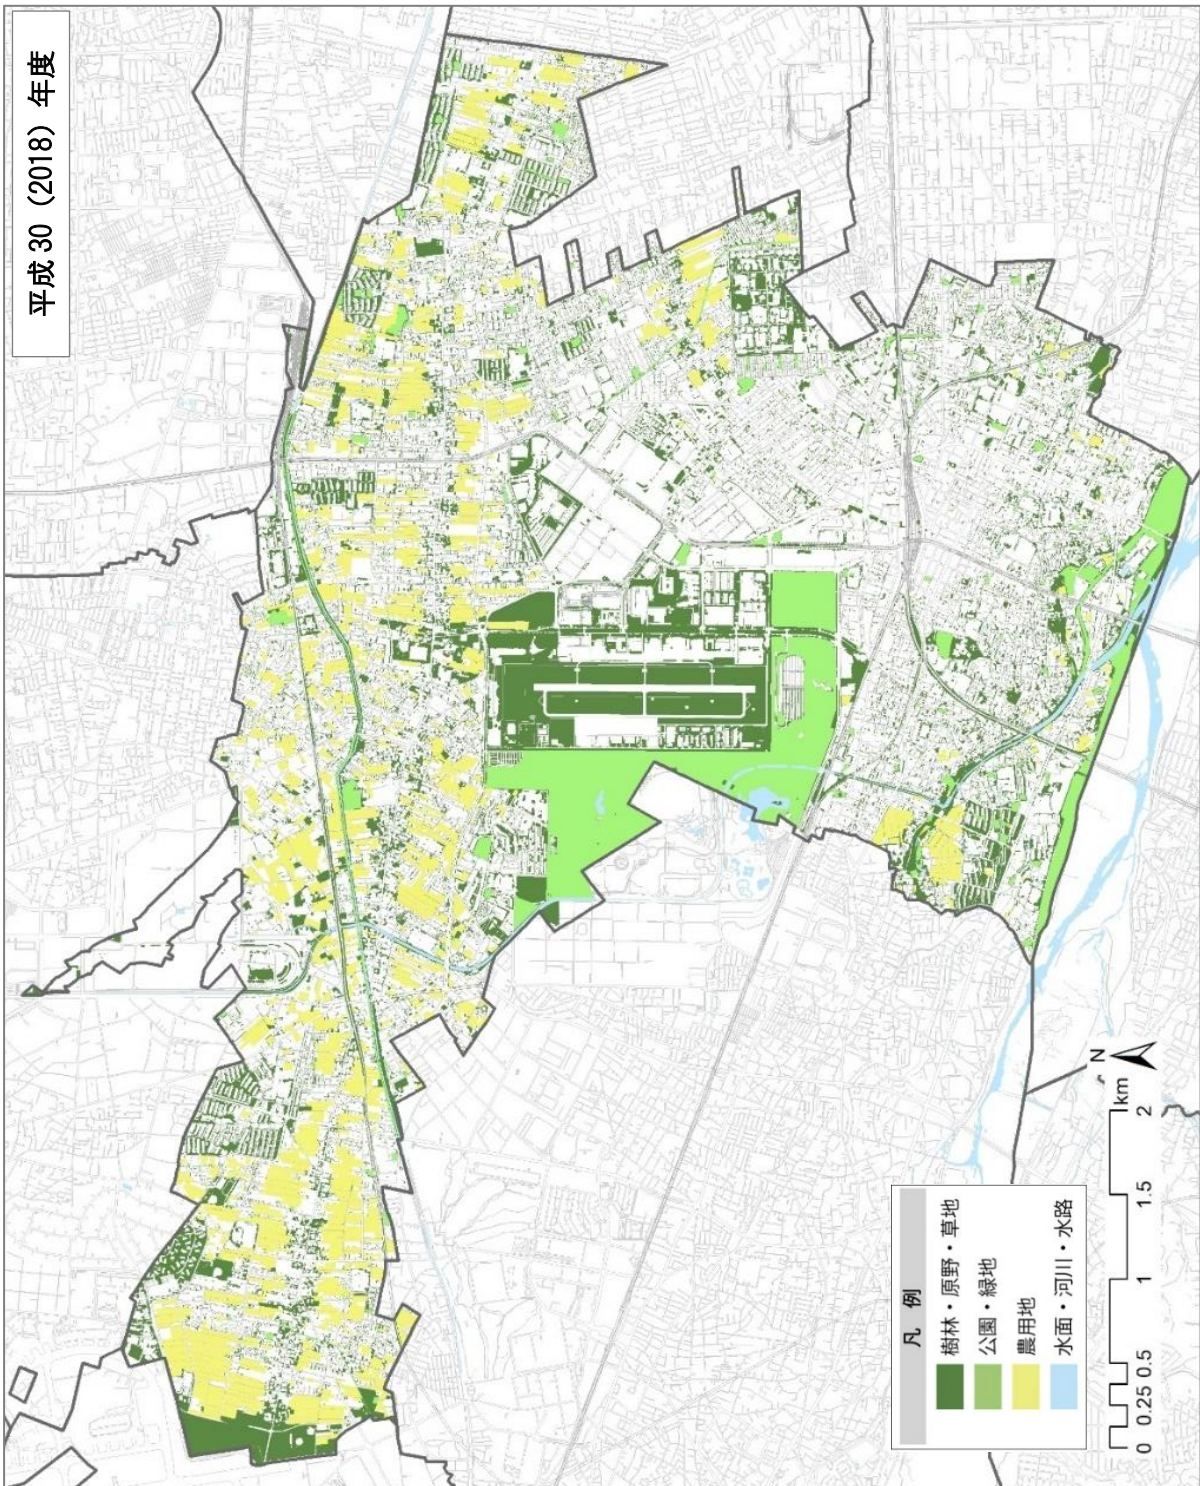 平成 30（2018）年度
凡 例
樹林・原野・草地
公園・緑地
農用地
水面・河川・水路
N
0 0.25 0.5 1 1.5 2
km